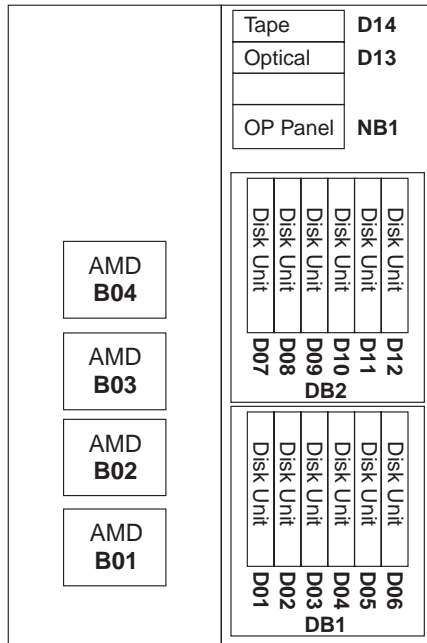 Tape D14
Optical D13
OP Panel NB1
Disk Unit Disk Unit Disk Unit Disk Unit Disk Unit Disk Unit
D07 D08 D09 D10 D11 D12
DB2
Disk Unit Disk Unit Disk Unit Disk Unit Disk Unit Disk Unit
D01 D02 D03 D04 D05 D06
DB1
AMD
B04
AMD
B03
AMD
B02
AMD
B01